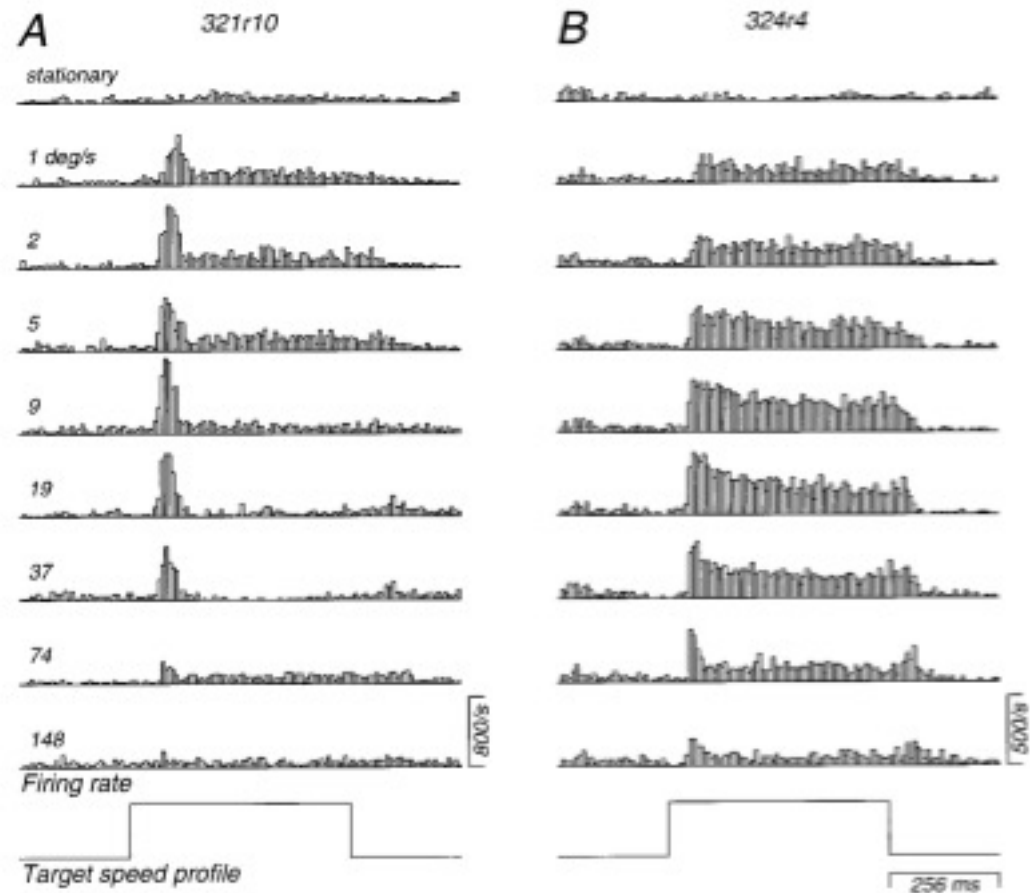 A
321r10
B
324r4
stationary
1 deg/s
2
5
9
19
37
74
148
800/s
500/s
Firing rate
Target speed profile
256 ms